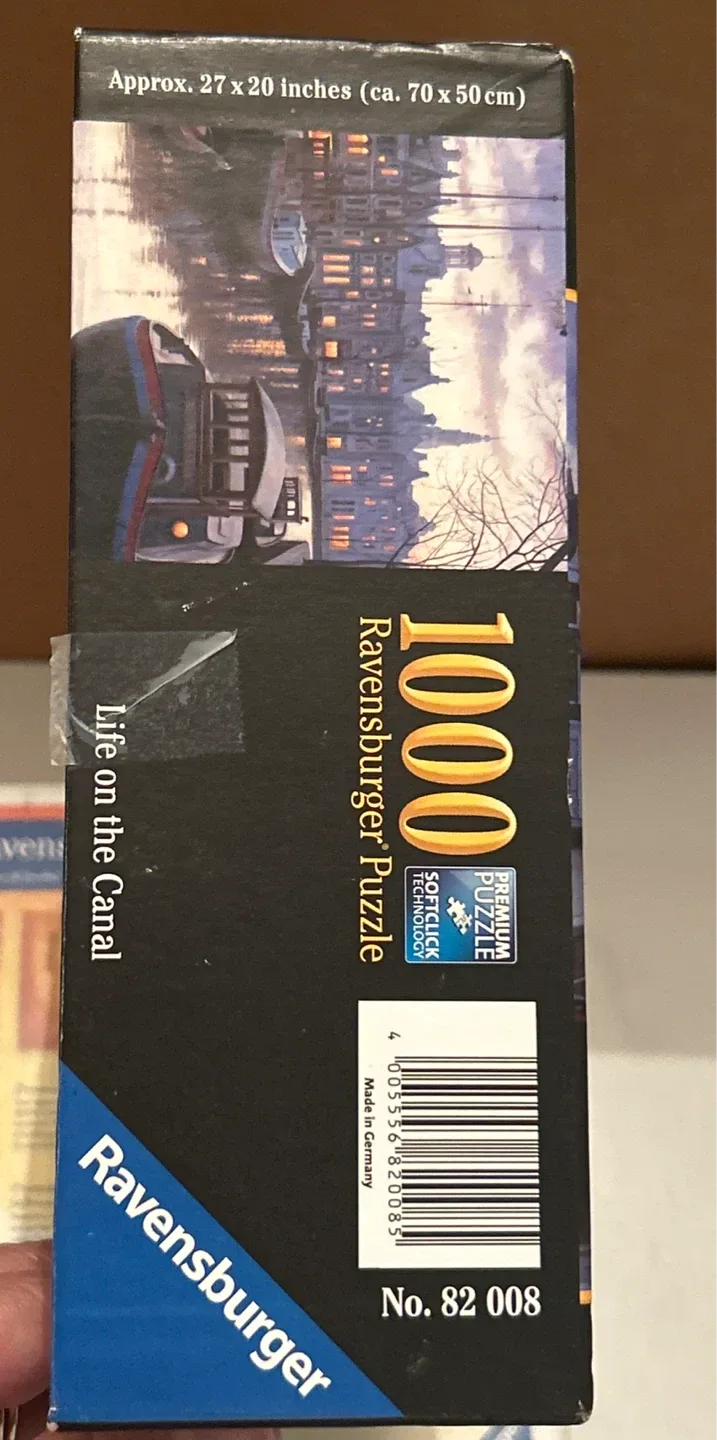 Approx. 27 x 20 inches (ca. 70 x 50 cm)
1000
Ravensburger® Puzzle
PREMIUM
PUZZLE
SOFTCLICK
TECHNOLOGY
Life on the Canal
4 005556 820085
Made in Germany
No. 82 008
Ravensburger